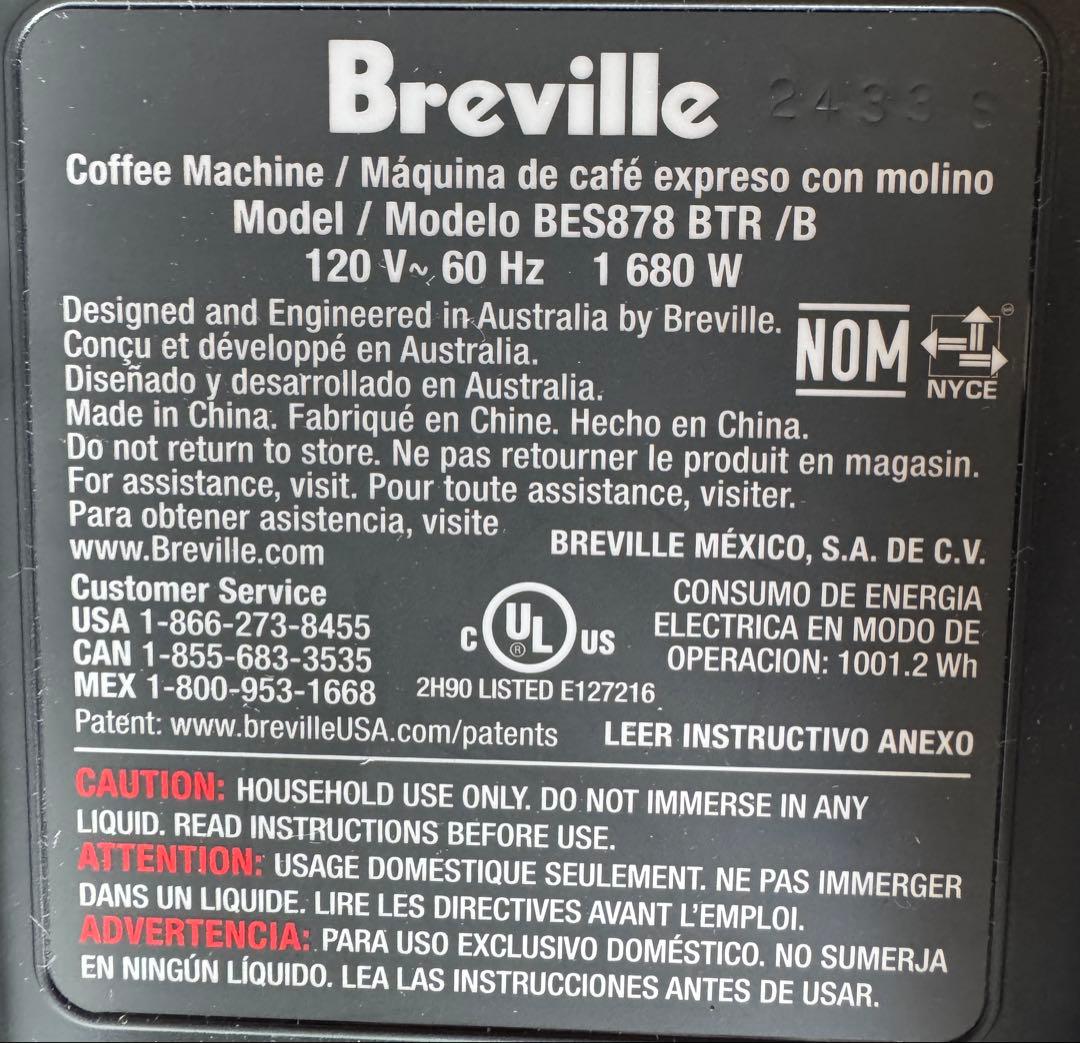 Breville 2433 S
Coffee Machine / Máquina de café expreso con molino
Model / Modelo BES878 BTR /B
120 V~ 60 Hz 1 680 W
Designed and Engineered in Australia by Breville.
Conçu et développé en Australia.
Diseñado y desarrollado en Australia.
Made in China. Fabriqué en Chine. Hecho en China.
NOM
NYCE
Do not return to store. Ne pas retourner le produit en magasin.
For assistance, visit. Pour toute assistance, visiter.
Para obtener asistencia, visite
www.Breville.com
BREVILLE MÉXICO, S.A. DE C.V.
Customer Service
USA 1-866-273-8455
CAN 1-855-683-3535
MEX 1-800-953-1668
C UL ® US
2H90 LISTED E127216
CONSUMO DE ENERGIA
ELECTRICA EN MODO DE
OPERACION: 1001.2 Wh
Patent: www.brevilleUSA.com/patents
LEER INSTRUCTIVO ANEXO
CAUTION: HOUSEHOLD USE ONLY. DO NOT IMMERSE IN ANY
LIQUID. READ INSTRUCTIONS BEFORE USE.
ATTENTION: USAGE DOMESTIQUE SEULEMENT. NE PAS IMMERGER
DANS UN LIQUIDE. LIRE LES DIRECTIVES AVANT L'EMPLOI.
ADVERTENCIA: PARA USO EXCLUSIVO DOMÉSTICO. NO SUMERJA
EN NINGÚN LÍQUIDO. LEA LAS INSTRUCCIONES ANTES DE USAR.